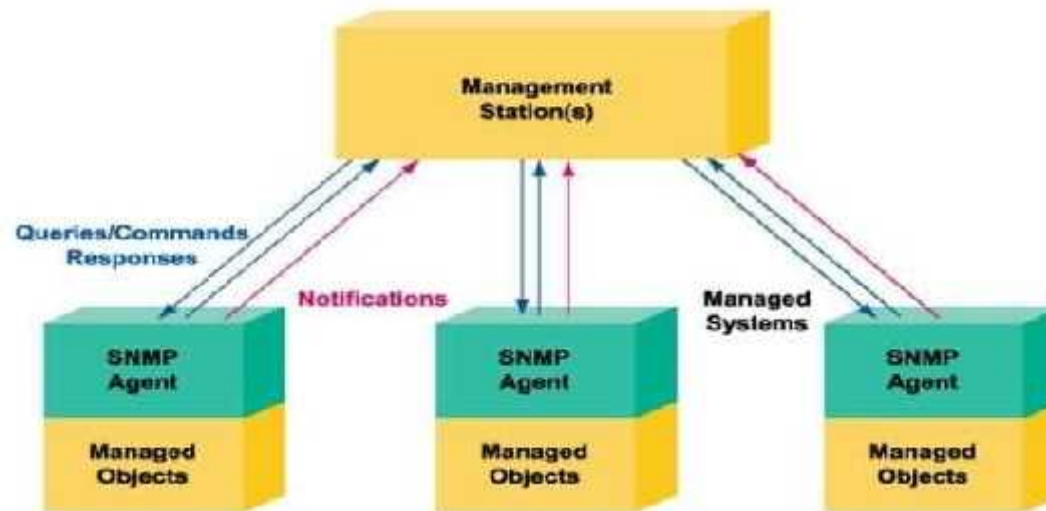 Management
Station(s)
Queries/Commands
Responses
Notifications
Managed
Systems
SNMP
Agent
SNMP
Agent
SNMP
Agent
Managed
Objects
Managed
Objects
Managed
Objects